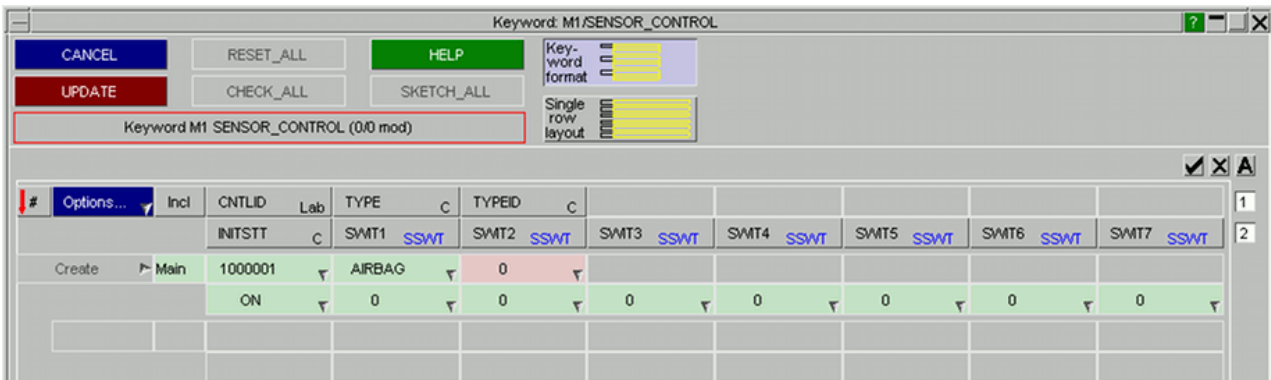 Keyword: M1/SENSOR_CONTROL ?
CANCEL RESET_ALL HELP
UPDATE CHECK_ALL SKETCH_ALL
Keyword M1 SENSOR_CONTROL (0/0 mod)
Key-
word
format
Single
row
layout
A
# Options... Incl CNTLID Lab TYPE C TYPEID C 1
INITSTT C SWIT1 SSWT SWIT2 SSWT SWIT3 SSWT SWIT4 SSWT SWIT5 SSWT SWIT6 SSWT SWIT7 SSWT 2
Create Main 1000001 AIRBAG 0
ON 0 0 0 0 0 0 0